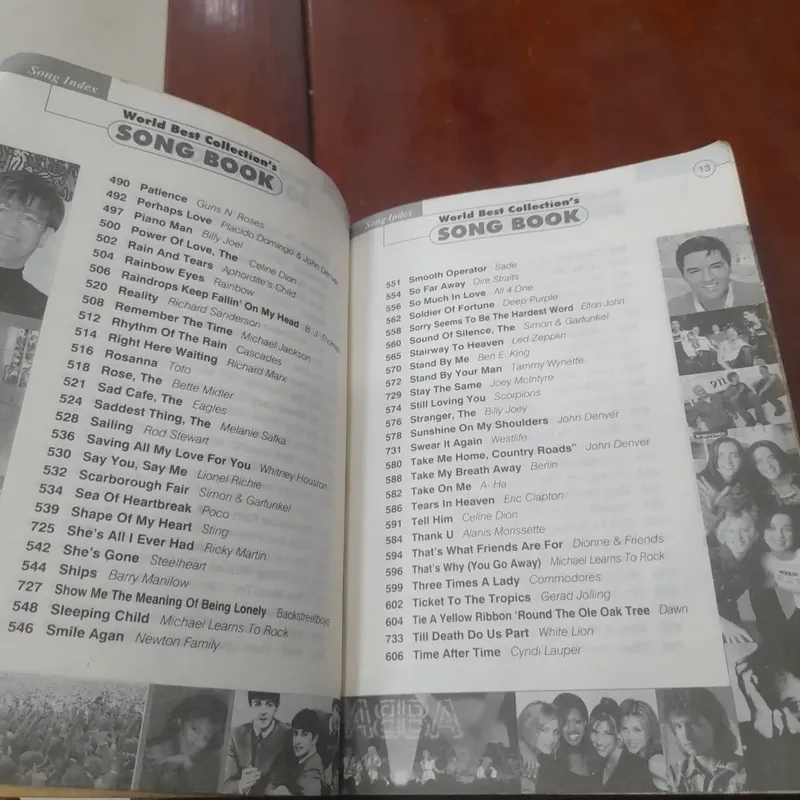 Song Index
World Best Collection's
SONG BOOK
490 Patience Guns N' Roses
492 Perhaps Love Placido Domingo & John Denver
497 Piano Man Billy Joel
500 Power Of Love, The Celine Dion
502 Rain And Tears Aphordite's Child
504 Rainbow Eyes Rainbow
506 Raindrops Keep Fallin' On My Head B. J. Thomas
520 Reality Richard Sanderson
508 Remember The Time Michael Jackson
512 Rhythm Of The Rain Cascades
514 Right Here Waiting Richard Marx
516 Rosanna Toto
518 Rose, The Bette Midler
521 Sad Cafe, The Eagles
524 Saddest Thing, The Melanie Safka
528 Sailing Rod Stewart
536 Saving All My Love For You Whitney Houston
530 Say You, Say Me Lionel Richie
532 Scarborough Fair Simon & Garfunkel
534 Sea Of Heartbreak Poco
539 Shape Of My Heart Sting
725 She's All I Ever Had Ricky Martin
542 She's Gone Steelheart
544 Ships Barry Manilow
727 Show Me The Meaning Of Being Lonely Backstreetboys
548 Sleeping Child Michael Learns To Rock
546 Smile Agan Newton Family
13
Song Index
World Best Collection's
SONG BOOK
551 Smooth Operator Sade
554 So Far Away Dire Straits
556 So Much In Love All 4 One
562 Soldier Of Fortune Deep Purple
558 Sorry Seems To Be The Hardest Word Elton John
560 Sound Of Silence, The Simon & Garfunkel
565 Stairway To Heaven Led Zepplin
570 Stand By Me Ben E. King
572 Stand By Your Man Tammy Wynette
729 Stay The Same Joey McIntyre
574 Still Loving You Scorpions
576 Stranger, The Billy Joey
578 Sunshine On My Shoulders John Denver
731 Swear It Again Westlife
580 Take Me Home, Country Roads" John Denver
588 Take My Breath Away Berlin
582 Take On Me A- Ha
586 Tears In Heaven Eric Clapton
591 Tell Him Celine Dion
584 Thank U Alanis Morissette
594 That's What Friends Are For Dionne & Friends
596 That's Why (You Go Away) Michael Learns To Rock
599 Three Times A Lady Commodores
602 Ticket To The Tropics Gerad Jolling
604 Tie A Yellow Ribbon 'Round The Ole Oak Tree Dawn
733 Till Death Do Us Part White Lion
606 Time After Time Cyndi Lauper
911
ABBA